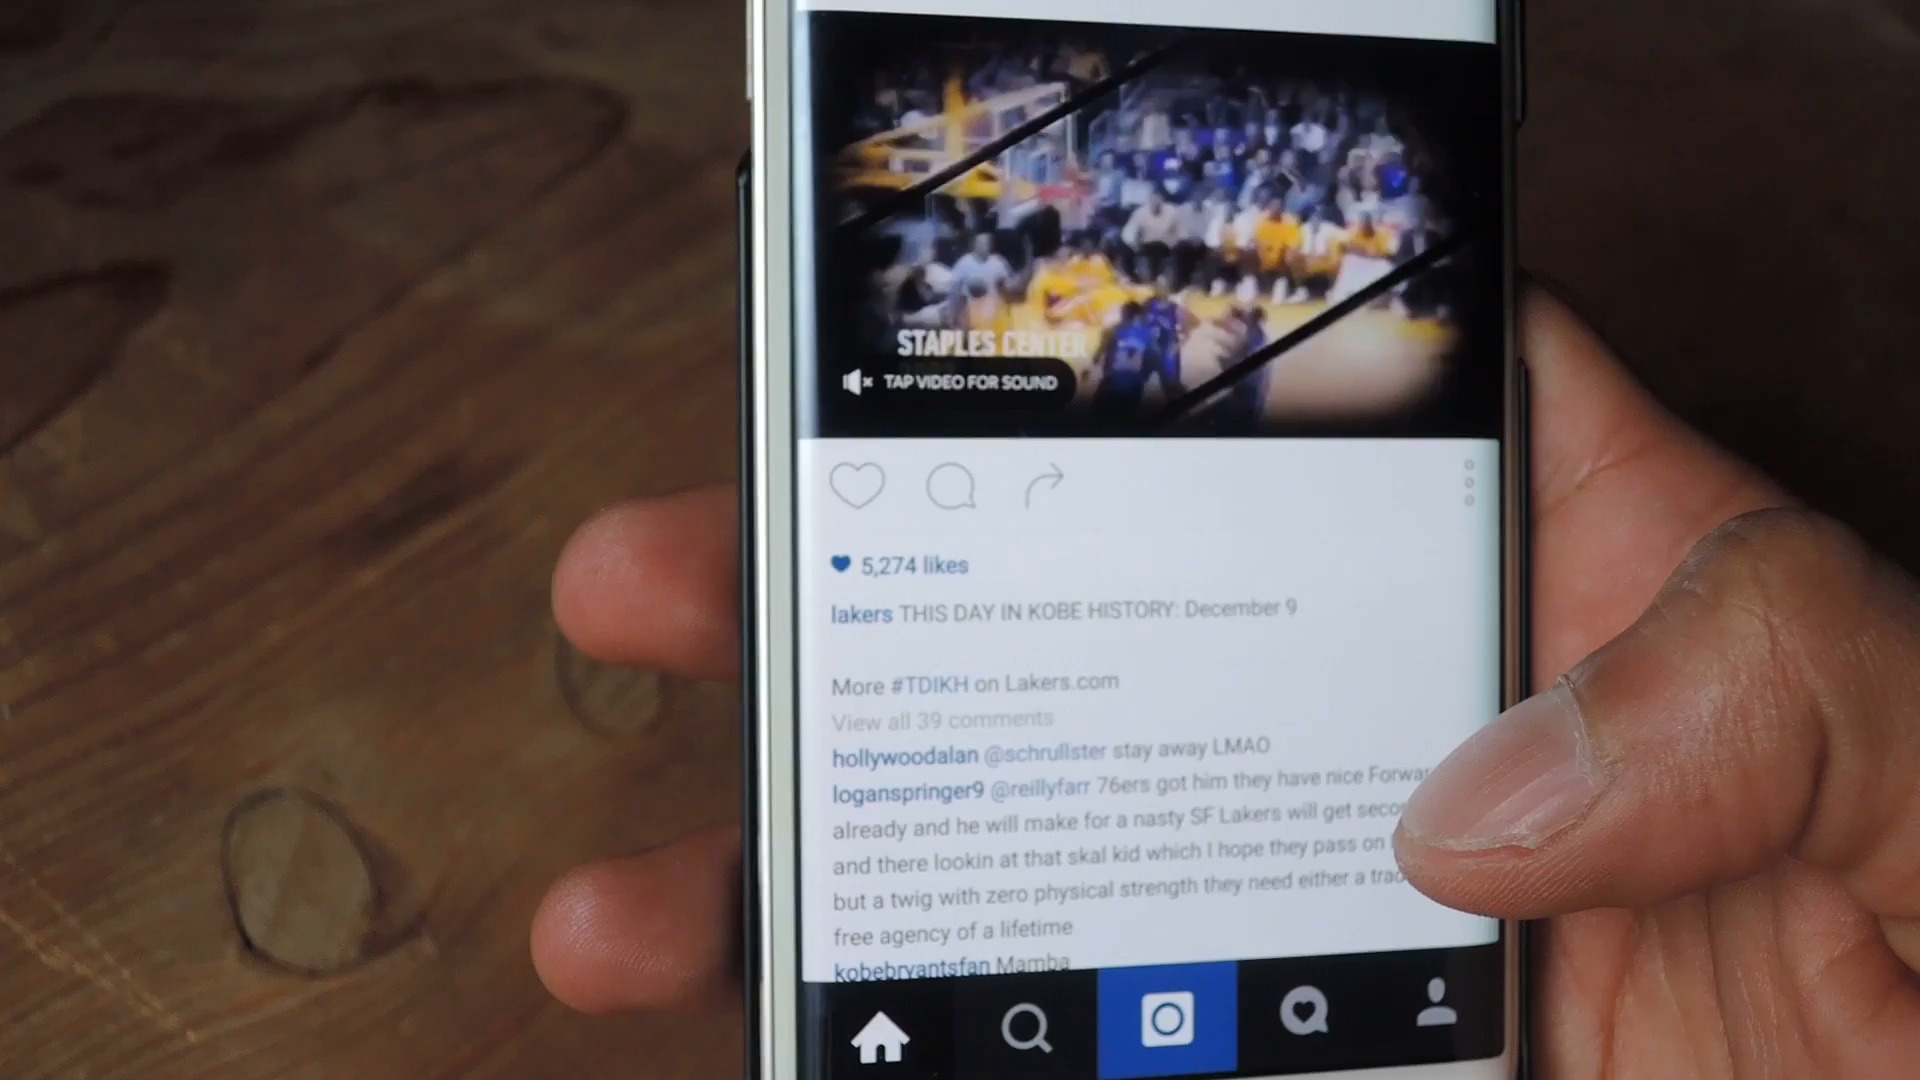 STAPLES CENTER
TAP VIDEO FOR SOUND
5,274 likes
lakers THIS DAY IN KOBE HISTORY: December 9
More #TDIKH on Lakers.com
View all 39 comments
hollywoodalan @schrullster stay away LMAO
loganspringer9 @reillyfarr 76ers got him they have nice
already and he will make for a nasty SF Lakers will get
and there lookin at that skal kid which I hope they pass on
but a twig with zero physical strength they need either a
free agency of a lifetime
kobebryantsfan Mamba